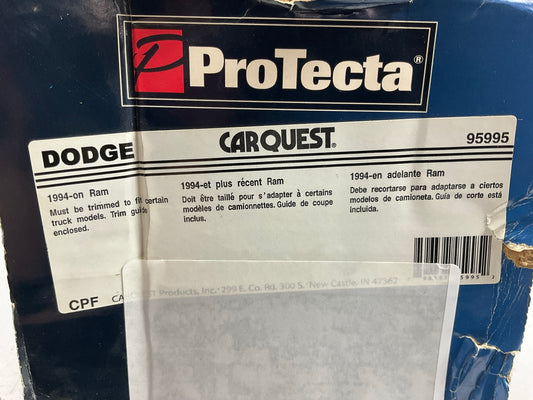 P ProTecta®
DODGE CARQUEST® 95995
1994-on Ram
Must be trimmed to fit certain
truck models. Trim guide
enclosed.
1994-et plus récent Ram
Doit être taillé pour s'adapter à certains
modèles de camionnettes. Guide de coupe
inclus.
1994-en adelante Ram
Debe recortarse para adaptarse a ciertos
modelos de camioneta. Guía de corte está
incluida.
CPF Products, Inc. · 299 E. Co. Rd. 300 S. New Castle, IN 47362